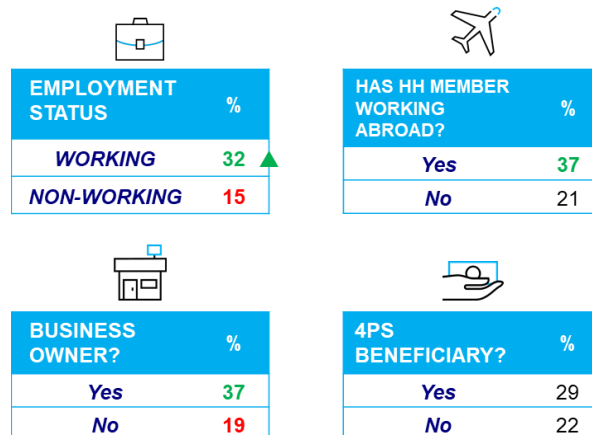 EMPLOYMENT
STATUS %
WORKING 32
NON-WORKING 15
HAS HH MEMBER
WORKING %
ABROAD?
Yes 37
No 21
BUSINESS
OWNER? %
Yes 37
No 19
4PS
BENEFICIARY? %
Yes 29
No 22